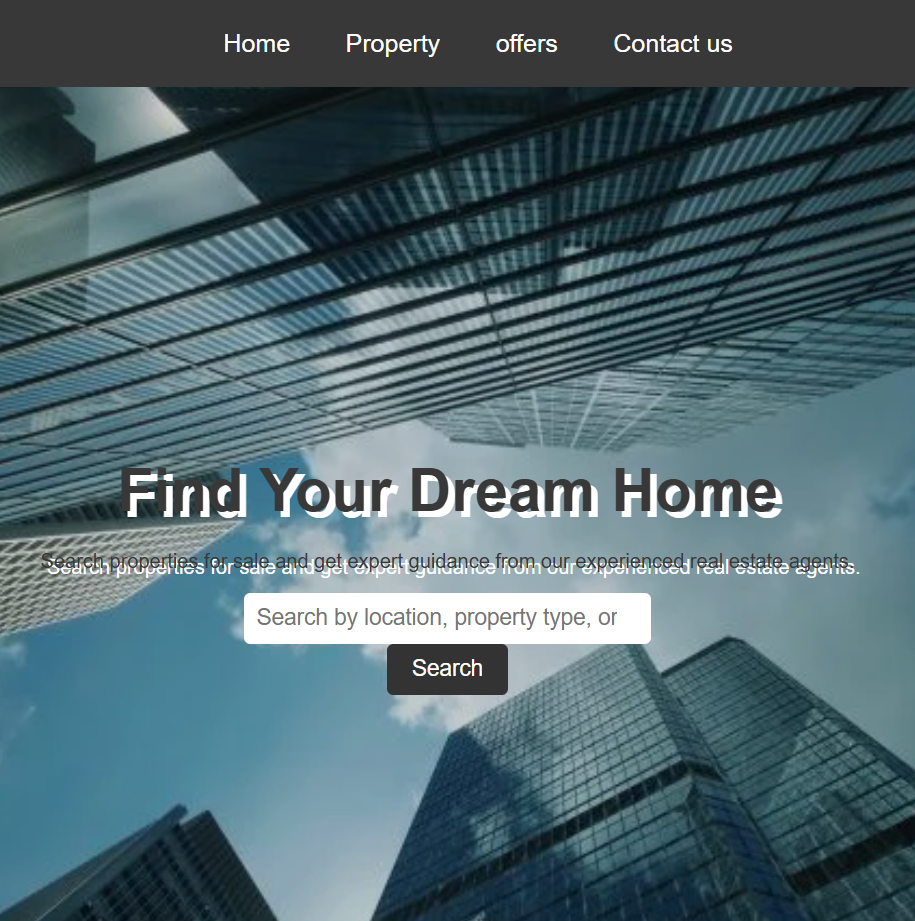 Home Property offers Contact us
Find Your Dream Home
Search properties for sale and get expert guidance from our experienced real estate agents.
Search by location, property type, or
Search